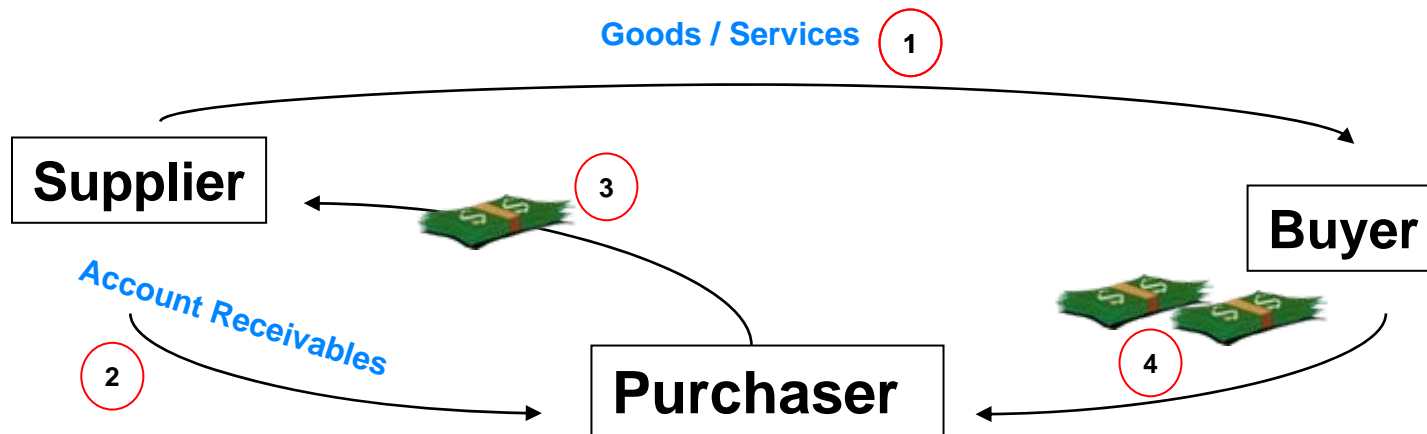 Goods / Services
1
Supplier
3
Buyer
Account Receivables
2
4
Purchaser
$ $
$ $
$ $